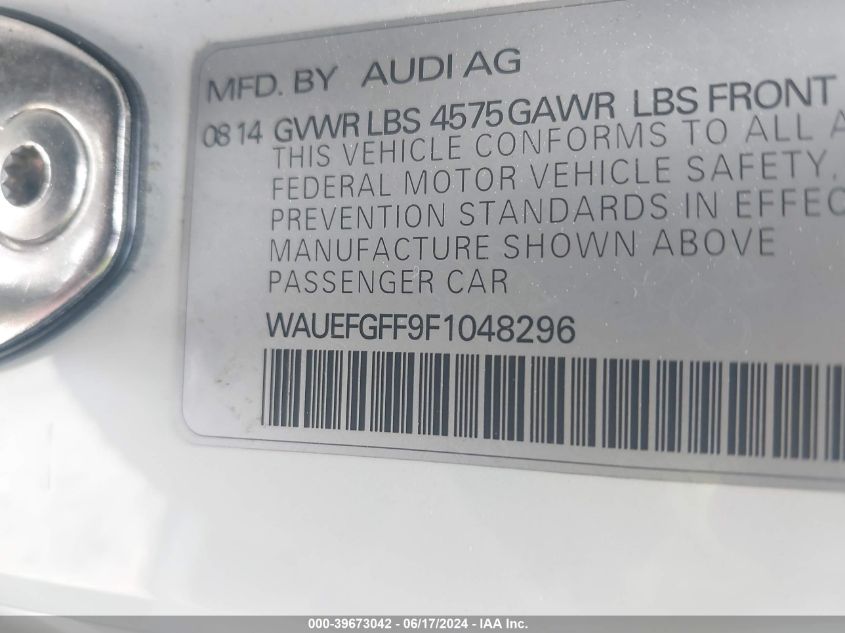 MFD. BY AUDI AG
08 14 GVWR LBS 4575 GAWR LBS FRONT
THIS VEHICLE CONFORMS TO ALL A
FEDERAL MOTOR VEHICLE SAFETY,
PREVENTION STANDARDS IN EFFEC
MANUFACTURE SHOWN ABOVE
PASSENGER CAR
WAUEFGFF9F1048296
000-39673042 - 06/17/2024 - IAA Inc.